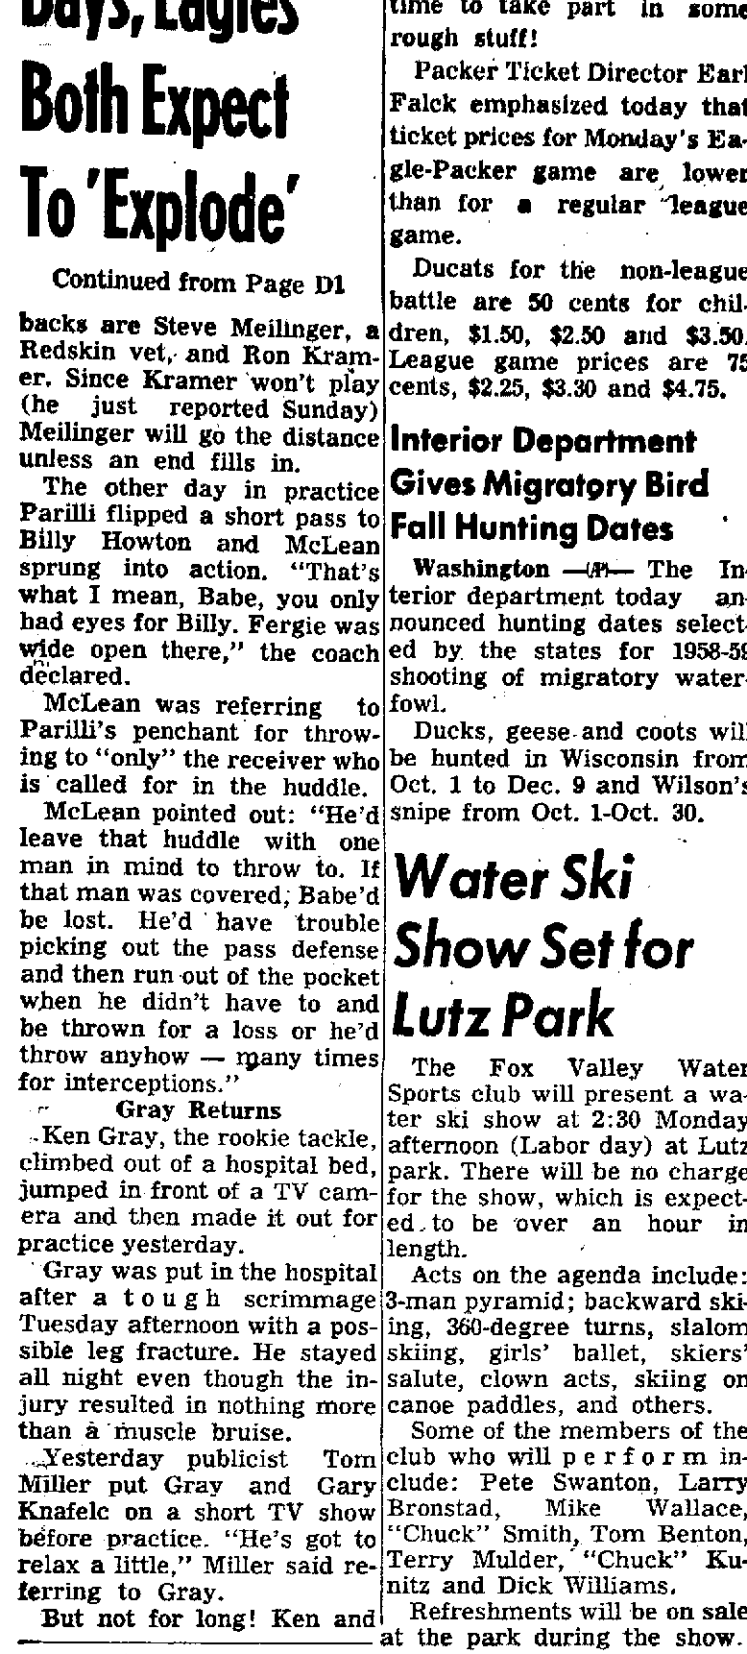 Days, Eagles
Both Expect
To 'Explode'
Continued from Page D1
backs are Steve Meilinger, a
Redskin vet, and Ron Kram-
er. Since Kramer won't play
(he just reported Sunday)
Meilinger will go the distance
unless an end fills in.
The other day in practice
Parilli flipped a short pass to
Billy Howton and McLean
sprung into action. "That's
what I mean, Babe, you only
had eyes for Billy. Fergie was
wide open there," the coach
declared.
McLean was referring to
Parilli's penchant for throw-
ing to "only" the receiver who
is called for in the huddle.
McLean pointed out: "He'd
leave that huddle with one
man in mind to throw to. If
that man was covered, Babe'd
be lost. He'd have trouble
picking out the pass defense
and then run out of the pocket
when he didn't have to and
be thrown for a loss or he'd
throw anyhow — many times
for interceptions."
Gray Returns
Ken Gray, the rookie tackle,
climbed out of a hospital bed,
jumped in front of a TV cam-
era and then made it out for
practice yesterday.
Gray was put in the hospital
after a tough scrimmage
Tuesday afternoon with a pos-
sible leg fracture. He stayed
all night even though the in-
jury resulted in nothing more
than a muscle bruise.
Yesterday publicist Tom
Miller put Gray and Gary
Knafelc on a short TV show
before practice. "He's got to
relax a little," Miller said re-
ferring to Gray.
But not for long! Ken and
time to take part in some
rough stuff!
Packer Ticket Director Earl
Falck emphasized today that
ticket prices for Monday's Ea-
gle-Packer game are lower
than for a regular league
game.
Ducats for the non-league
battle are 50 cents for chil-
dren, $1.50, $2.50 and $3.50.
League game prices are 75
cents, $2.25, $3.30 and $4.75.
Interior Department
Gives Migratory Bird
Fall Hunting Dates
Washington —(AP)— The In-
terior department today an-
nounced hunting dates select-
ed by the states for 1958-59
shooting of migratory water-
fowl.
Ducks, geese and coots will
be hunted in Wisconsin from
Oct. 1 to Dec. 9 and Wilson's
snipe from Oct. 1-Oct. 30.
Water Ski
Show Set for
Lutz Park
The Fox Valley Water
Sports club will present a wa-
ter ski show at 2:30 Monday
afternoon (Labor day) at Lutz
park. There will be no charge
for the show, which is expect-
ed to be over an hour in
length.
Acts on the agenda include:
3-man pyramid; backward ski-
ing, 360-degree turns, slalom
skiing, girls' ballet, skiers'
salute, clown acts, skiing on
canoe paddles, and others.
Some of the members of the
club who will perform in-
clude: Pete Swanton, Larry
Bronstad, Mike Wallace,
"Chuck" Smith, Tom Benton,
Terry Mulder, "Chuck" Ku-
nitz and Dick Williams.
Refreshments will be on sale
at the park during the show.